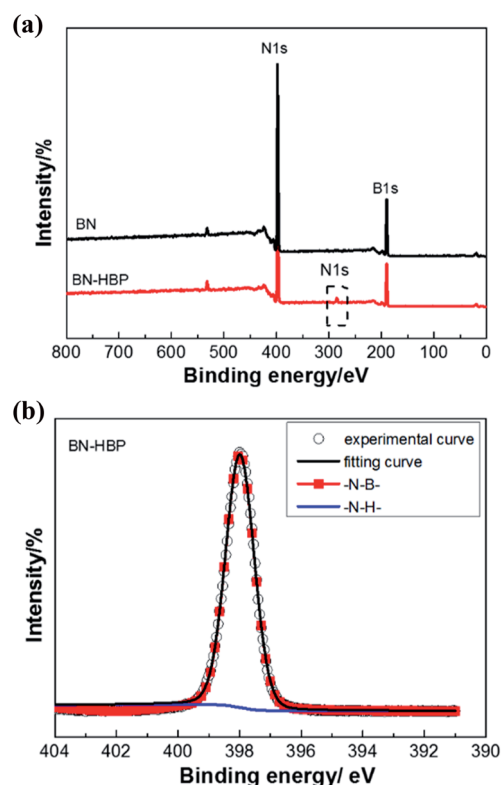 (a)
N1s
B1s
BN
N1s
BN-HBP
Intensity/%
800 700 600 500 400 300 200 100 0
Binding energy/eV
(b)
BN-HBP
experimental curve
fitting curve
-N-B-
-N-H-
Intensity/%
404 402 400 398 396 394 392 390
Binding energy/ eV